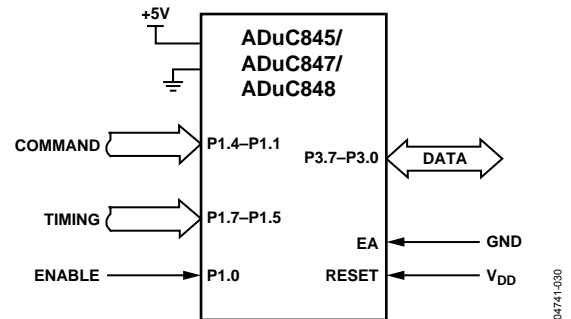 +5V
ADuC845/
ADuC847/
ADuC848
COMMAND
P1.4–P1.1
P3.7–P3.0
DATA
TIMING
P1.7–P1.5
EA
GND
ENABLE
P1.0
RESET
VDD
04741-030